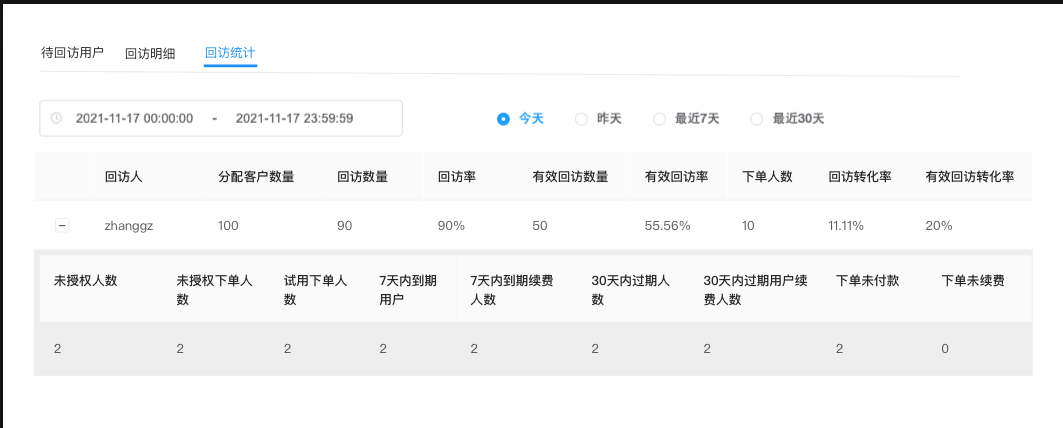 待回访用户 回访明细 回访统计
2021-11-17 00:00:00 - 2021-11-17 23:59:59 今天 昨天 最近7天 最近30天
回访人 分配客户数量 回访数量 回访率 有效回访数量 有效回访率 下单人数 回访转化率 有效回访转化率
zhanggz 100 90 90% 50 55.56% 10 11.11% 20%
未授权人数 未授权下单人 试用下单人 7天内到期 7天内到期续费 30天内过期人 30天内过期用户续 下单未付款 下单未续费
数 数 用户 人数 数 费人数
2 2 2 2 2 2 2 2 0